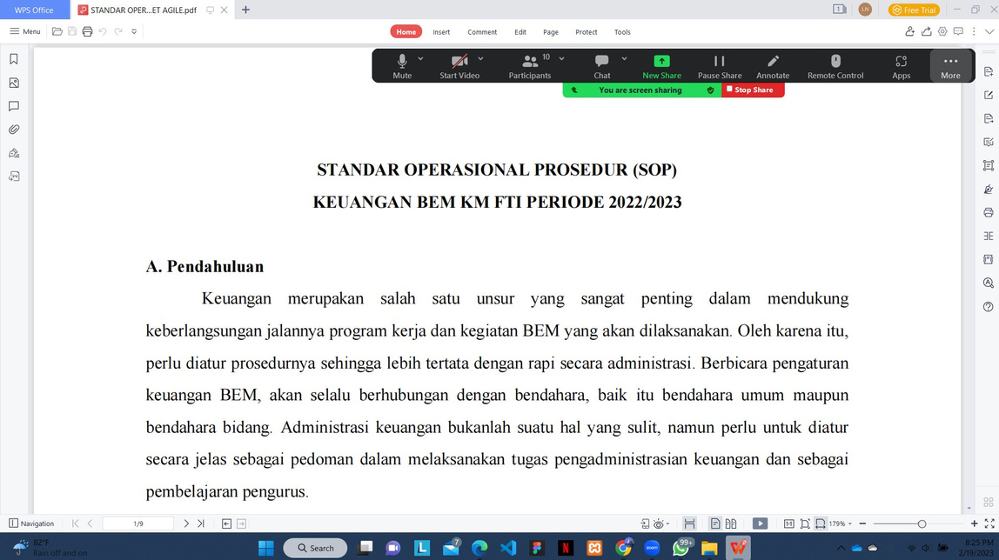 WPS Office
STANDAR OPER...ET AGILE.pdf
LN
Free Trial
Menu
Home
Insert
Comment
Edit
Page
Protect
Tools
10
Mute
Start Video
Participants
Chat
New Share
Pause Share
Annotate
Remote Control
Apps
More
You are screen sharing
Stop Share
STANDAR OPERASIONAL PROSEDUR (SOP)
KEUANGAN BEM KM FTI PERIODE 2022/2023
A. Pendahuluan
Keuangan merupakan salah satu unsur yang sangat penting dalam mendukung
keberlangsungan jalannya program kerja dan kegiatan BEM yang akan dilaksanakan. Oleh karena itu,
perlu diatur prosedurnya sehingga lebih tertata dengan rapi secara administrasi. Berbicara pengaturan
keuangan BEM, akan selalu berhubungan dengan bendahara, baik itu bendahara umum maupun
bendahara bidang. Administrasi keuangan bukanlah suatu hal yang sulit, namun perlu untuk diatur
secara jelas sebagai pedoman dalam melaksanakan tugas pengadministrasian keuangan dan sebagai
pembelajaran pengurus.
Navigation
1/9
179%
82°F
Rain off and on
Search
7
zoom
99+
8:25 PM
2/19/2023